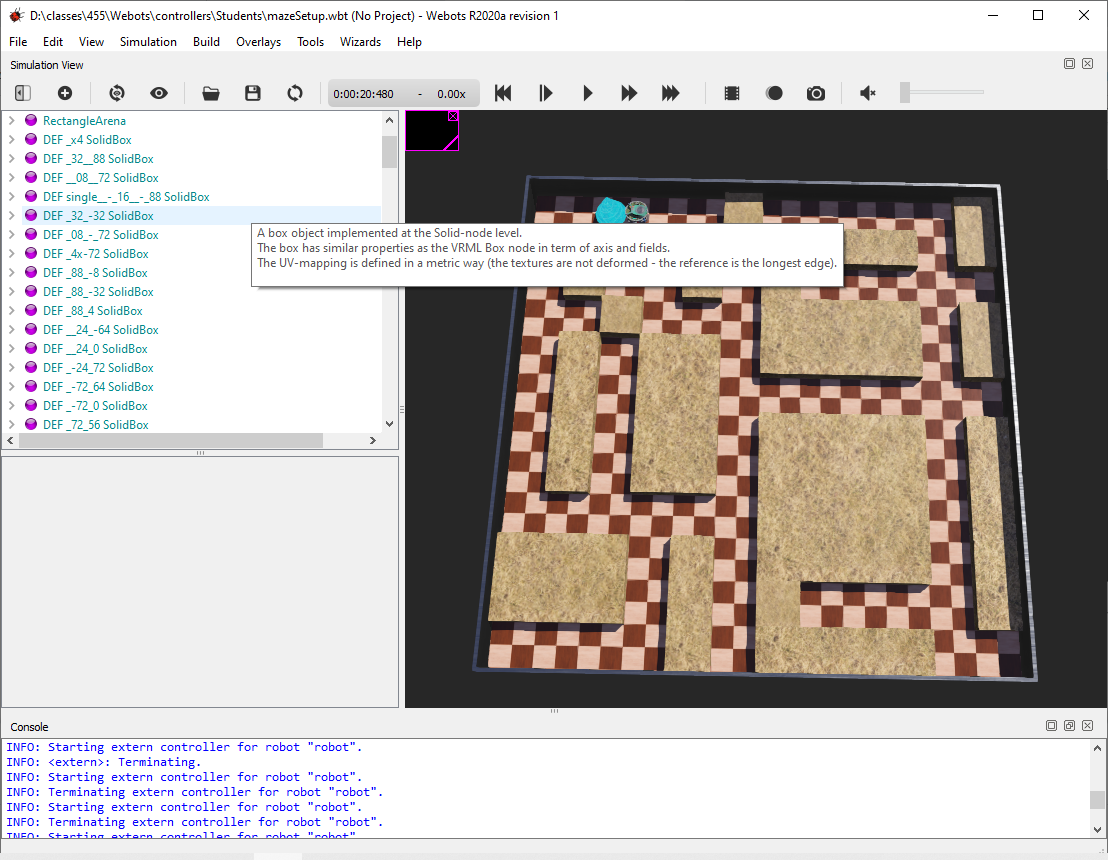 D:\classes\455\Webots\controllers\Students\mazeSetup.wbt (No Project) - Webots R2020a revision 1
File Edit View Simulation Build Overlays Tools Wizards Help
Simulation View
0:00:20:480 - 0.00x
RectangleArena
DEF _x4 SolidBox
DEF _32__88 SolidBox
DEF __08__72 SolidBox
DEF single__-_16__-_88 SolidBox
DEF _32_-32 SolidBox
DEF _08_-_72 SolidBox
DEF _4x-72 SolidBox
DEF _88_-8 SolidBox
DEF _88_-32 SolidBox
DEF _88_4 SolidBox
DEF __24_-64 SolidBox
DEF __24_0 SolidBox
DEF _-24_72 SolidBox
DEF _-72_64 SolidBox
DEF _-72_0 SolidBox
DEF _72_56 SolidBox
A box object implemented at the Solid-node level.
The box has similar properties as the VRML Box node in term of axis and fields.
The UV-mapping is defined in a metric way (the textures are not deformed - the reference is the longest edge).
Console
INFO: Starting extern controller for robot "robot".
INFO: <extern>: Terminating.
INFO: Starting extern controller for robot "robot".
INFO: Terminating extern controller for robot "robot".
INFO: Starting extern controller for robot "robot".
INFO: Terminating extern controller for robot "robot".
INFO: Starting extern controller for robot "robot".